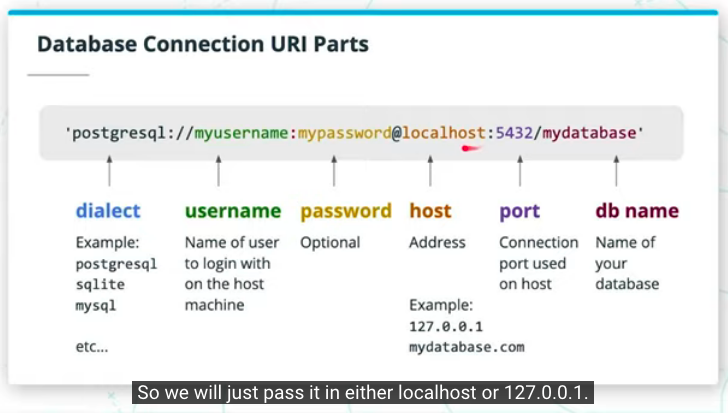 Database Connection URI Parts
'postgresql://myusername:mypassword@localhost:5432/mydatabase'
dialect
Example:
postgresql
sqlite
mysql
etc...
username
Name of user
to login with
on the host
machine
password
Optional
host
Address
Example:
127.0.0.1
mydatabase.com
port
Connection
port used
on host
db name
Name of
your
database
So we will just pass it in either localhost or 127.0.0.1.